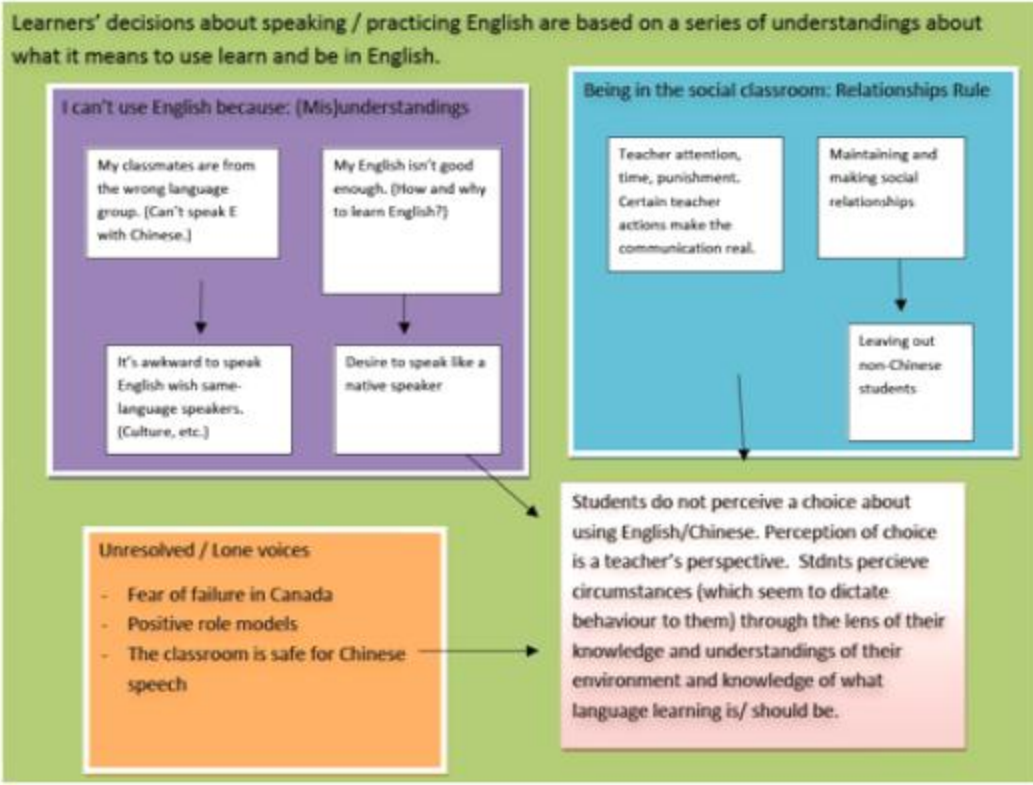 Learners' decisions about speaking / practicing English are based on a series of understandings about
what it means to use learn and be in English.
I can't use English because: (Mis)understandings
My classmates are from
the wrong language
group. (Can't speak E
with Chinese.)
My English isn't good
enough. (How and why
to learn English?)
It's awkward to speak
English wish same-
language speakers.
(Culture, etc.)
Desire to speak like a
native speaker
Being in the social classroom: Relationships Rule
Teacher attention,
time, punishment.
Certain teacher
actions make the
communication real.
Maintaining and
making social
relationships
Leaving out
non-Chinese
students
Unresolved / Lone voices
- Fear of failure in Canada
- Positive role models
- The classroom is safe for Chinese
speech
Students do not perceive a choice about
using English/Chinese. Perception of choice
is a teacher's perspective. Stdnts percieve
circumstances (which seem to dictate
behaviour to them) through the lens of their
knowledge and understandings of their
environment and knowledge of what
language learning is/ should be.